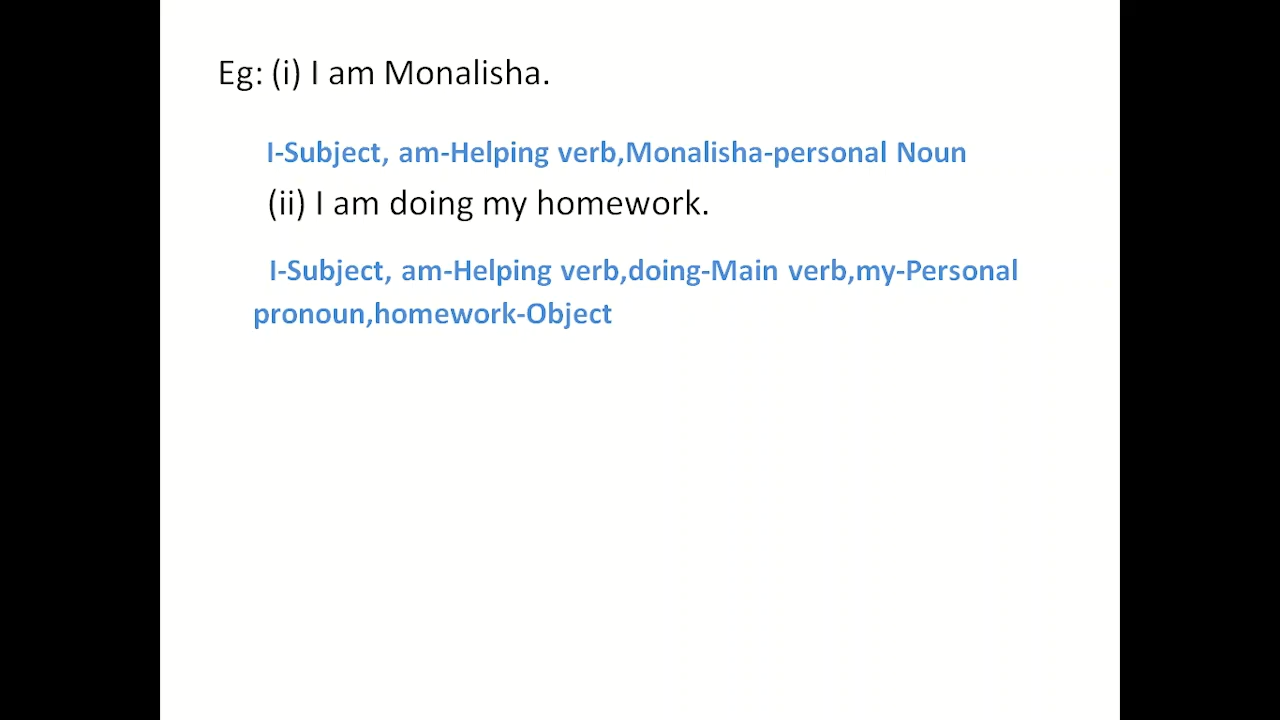 Eg: (i) I am Monalisha.
I-Subject, am-Helping verb,Monalisha-personal Noun
(ii) I am doing my homework.
I-Subject, am-Helping verb,doing-Main verb,my-Personal
pronoun,homework-Object